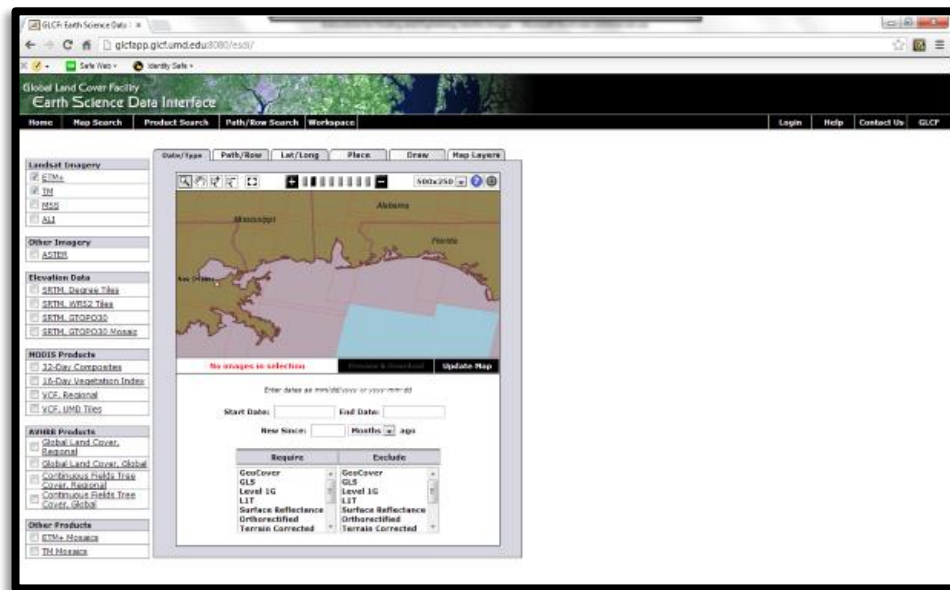 GLCF: Earth Science Data I
glcfapp.glcf.umd.edu:8080/esdi/
Safe Web
Identity Safe
Global Land Cover Facility
Earth Science Data Interface
Home Map Search Product Search Path/Row Search Workspace Login Help Contact Us GLCF
Date/Type Path/Row Lat/Long Place Draw Map Layers
Landsat Imagery
ETM+
TM
MSS
ALI
Other Imagery
ASTER
Elevation Data
SRTM, Degree Tiles
SRTM, WRS2 Tiles
SRTM, GTOPO30
SRTM, GTOPO30 Mosaic
MODIS Products
32-Day Composites
16-Day Vegetation Index
VCF, Regional
VCF, UMD Tiles
AVHRR Products
Global Land Cover, Regional
Global Land Cover, Global
Continuous Fields Tree Cover, Regional
Continuous Fields Tree Cover, Global
Other Products
ETM+ Mosaics
TM Mosaics
500x250
Mississippi
Alabama
Florida
New Orleans
No images in selection
Update Map
Enter dates as mm/dd/yyyy or yyyy-mm-dd
Start Date: End Date:
New Since: Months ago
Require Exclude
GeoCover GeoCover
GLS GLS
Level 1G Level 1G
L1T L1T
Surface Reflectance Surface Reflectance
Orthorectified Orthorectified
Terrain Corrected Terrain Corrected